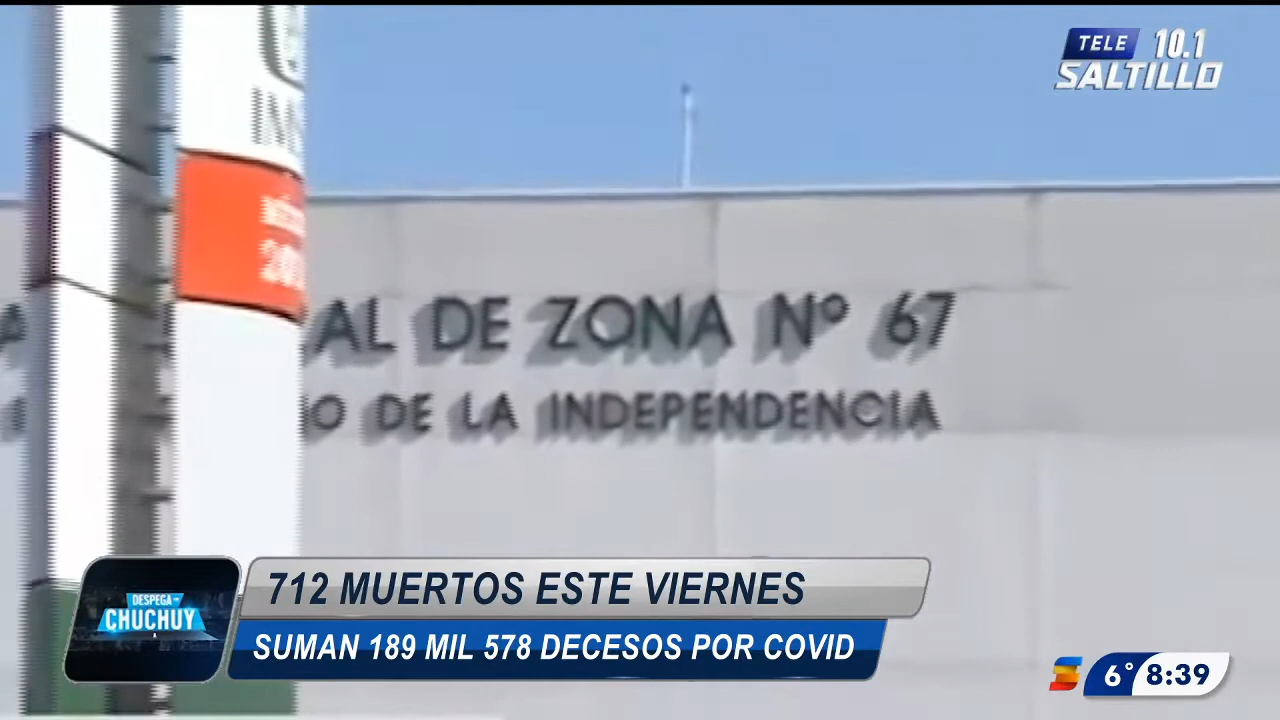 TELE 10.1
SALTILLO
AL DE ZONA Nº 67
DE LA INDEPENDENCIA
712 MUERTOS ESTE VIERNES
SUMAN 189 MIL 578 DECESOS POR COVID
DESPEGA
CHUCHUY
6° 8:39